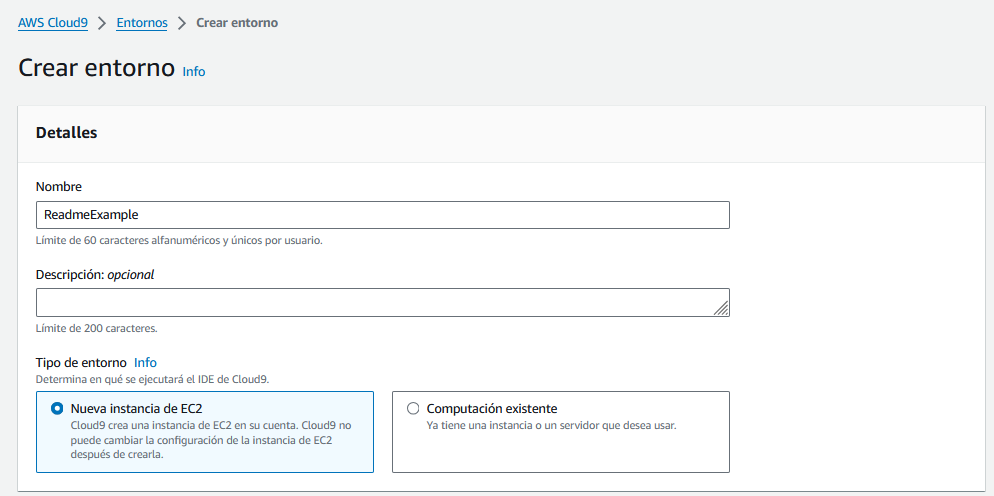 AWS Cloud9 > Entornos > Crear entorno
Crear entorno Info
Detalles
Nombre
ReadmeExample
Límite de 60 caracteres alfanuméricos y únicos por usuario.
Descripción: opcional
Límite de 200 caracteres.
Tipo de entorno Info
Determina en qué se ejecutará el IDE de Cloud9.
Nueva instancia de EC2
Cloud9 crea una instancia de EC2 en su cuenta. Cloud9 no
puede cambiar la configuración de la instancia de EC2
después de crearla.
Computación existente
Ya tiene una instancia o un servidor que desea usar.